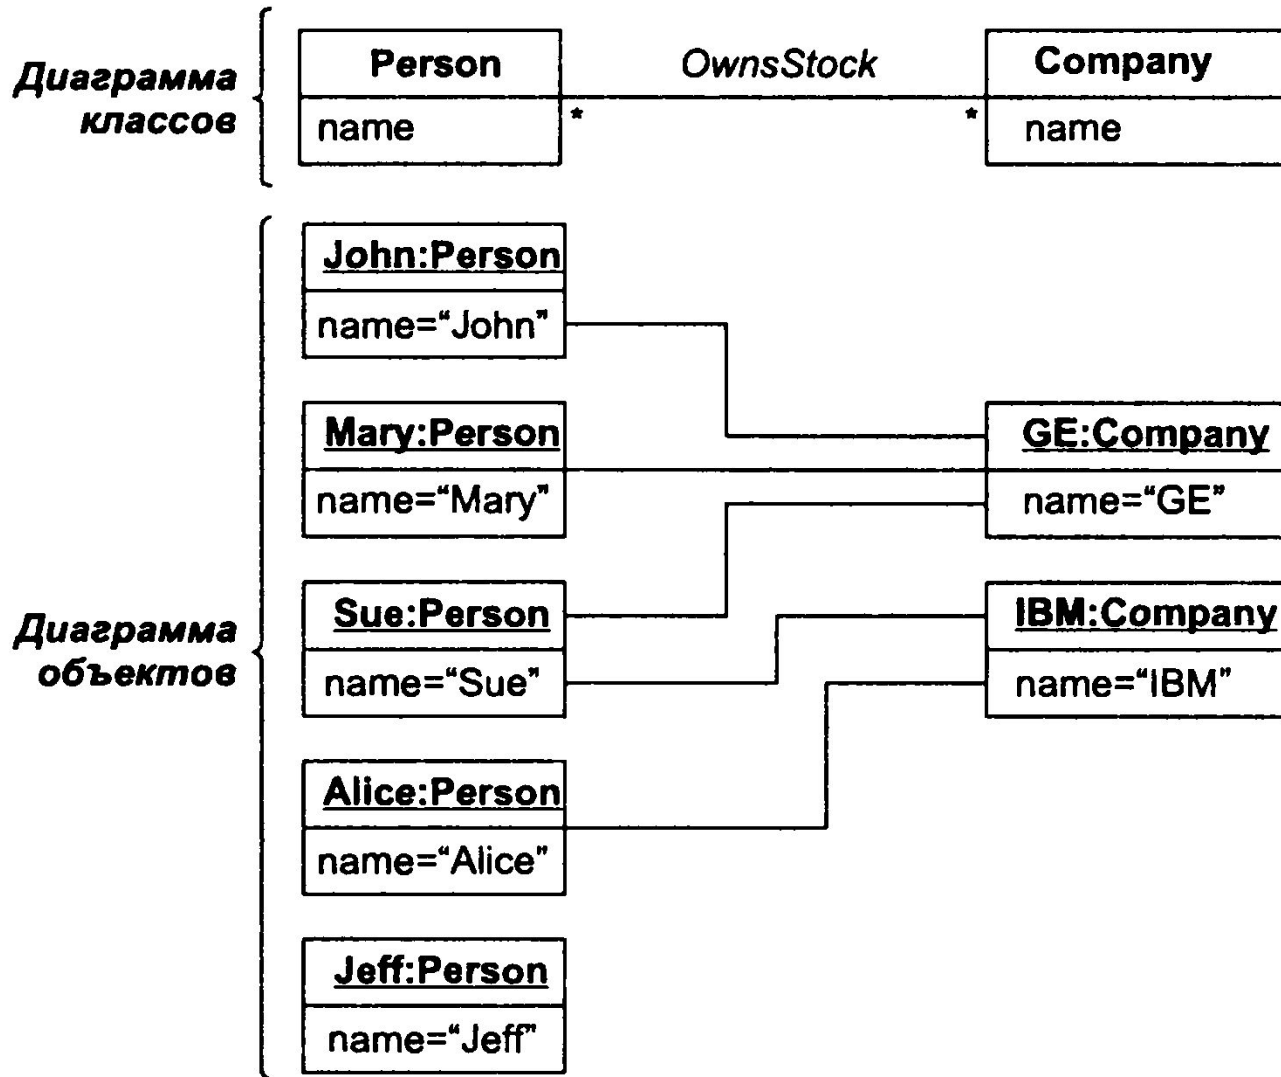 Диаграмма
классов
Person
OwnsStock
Company
name
*
*
name
Диаграмма
объектов
John:Person
name=“John”
Mary:Person
name=“Mary”
GE:Company
name=“GE”
Sue:Person
name=“Sue”
IBM:Company
name=“IBM”
Alice:Person
name=“Alice”
Jeff:Person
name=“Jeff”